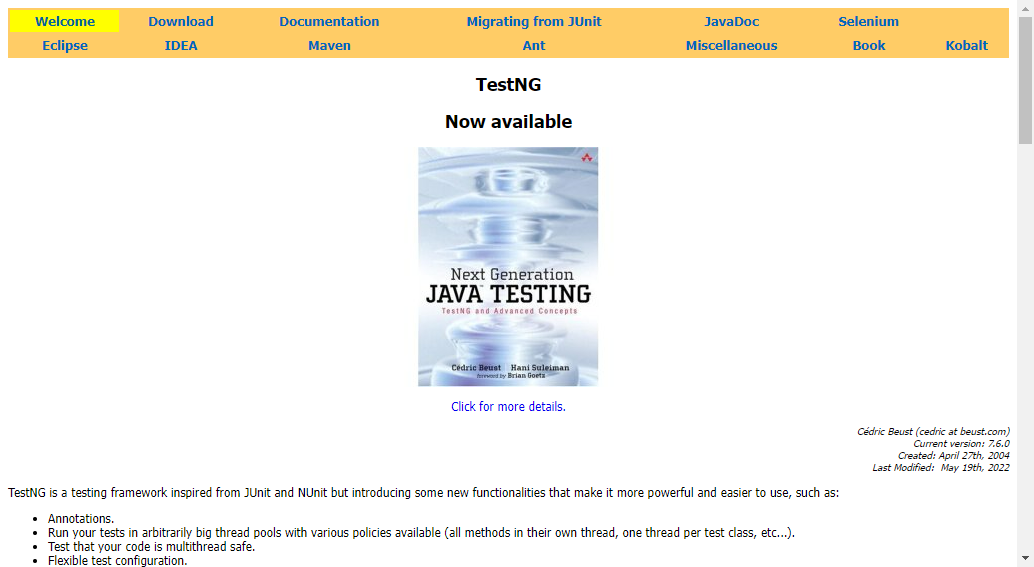 Welcome Download Documentation Migrating from JUnit JavaDoc Selenium
Eclipse IDEA Maven Ant Miscellaneous Book Kobalt
TestNG
Now available
Next Generation
JAVA TESTING
TestNG and Advanced Concepts
Cédric Beust Hani Suleiman
foreword by Brian Goetz
Click for more details.
Cédric Beust (cedric at beust.com)
Current version: 7.6.0
Created: April 27th, 2004
Last Modified: May 19th, 2022
TestNG is a testing framework inspired from JUnit and NUnit but introducing some new functionalities that make it more powerful and easier to use, such as:
• Annotations.
• Run your tests in arbitrarily big thread pools with various policies available (all methods in their own thread, one thread per test class, etc...).
• Test that your code is multithread safe.
• Flexible test configuration.